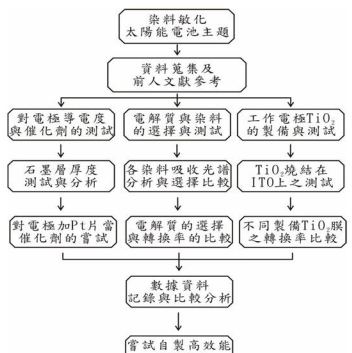 染料敏化
太陽能電池主題
資料蒐集及
前人文獻參考
對電極導電度
與催化劑的測試
電解質與染料
的選擇與測試
工作電極TiO₂
的製備與測試
石墨層厚度
測試與分析
各染料吸收光譜
分析與選擇比較
TiO₂燒結在
ITO上之測試
對電極加Pt片當
催化劑的嘗試
電解質的選擇
與轉換率的比較
不同製備TiO₂膜
之轉換率比較
數據資料
記錄與比較分析
嘗試自製高效能